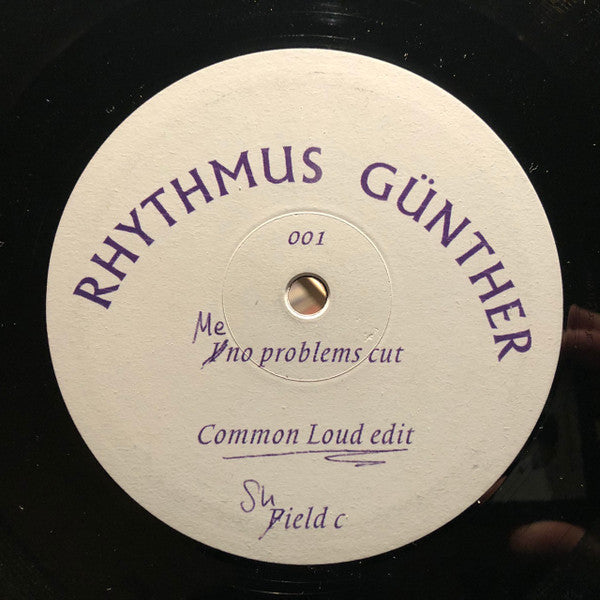 RHYTHMUS GÜNTHER
001
Me
I no problems cut
Common Loud edit
Sh
Field c